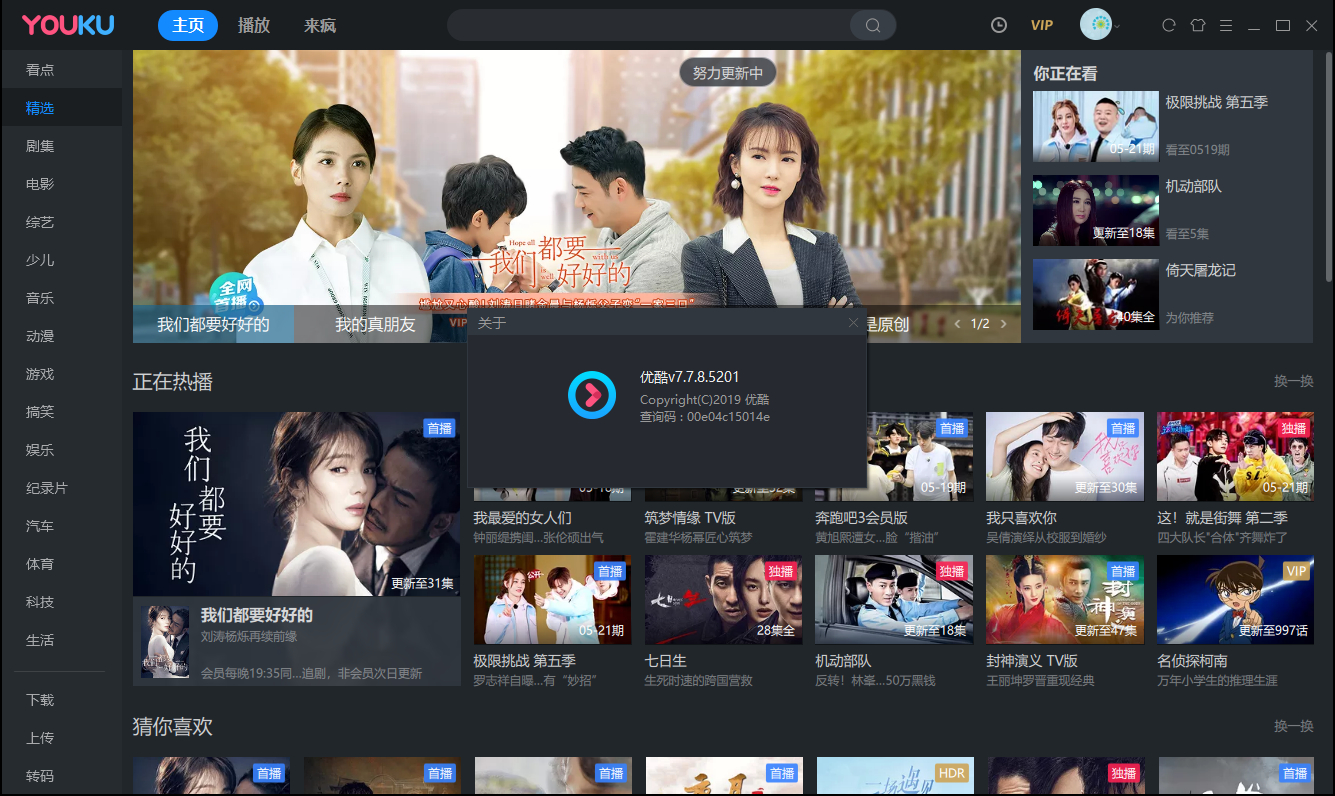 YOUKU
主页
播放
来疯
VIP
看点
精选
剧集
电影
综艺
少儿
音乐
动漫
游戏
搞笑
娱乐
纪录片
汽车
体育
科技
生活
下载
上传
转码
努力更新中
Hope all
with us
is well
我们都要好好的
全网
首播
我们都要好好的
我的真朋友
VIP
是原创
1/2
你正在看
极限挑战 第五季
05-21期
看至0519期
机动部队
更新至18集
看至5集
倚天屠龙记
40集全
为你推荐
关于
优酷v7.7.8.5201
Copyright(C)2019 优酷
查询码：00e04c15014e
正在热播
换一换
首播
我们都要好好的
更新至31集
我们都要好好的
刘涛杨烁再续前缘
会员每晚19:35同...追剧，非会员次日更新
我最爱的女人们
钟丽缇携闺...张伦硕出气
更新至32集
筑梦情缘 TV版
霍建华杨幂匠心筑梦
首播
05-19期
奔跑吧3会员版
黄旭熙遭女...脸“揩油”
首播
我只喜欢你
更新至30集
我只喜欢你
吴倩演绎从校服到婚纱
独播
05-21期
这！就是街舞 第二季
四大队长“合体”齐舞炸了
首播
05-21期
极限挑战 第五季
罗志祥自曝...有“妙招”
独播
七日生
28集全
七日生
生死时速的跨国营救
独播
更新至18集
机动部队
反转！林峯...50万黑钱
首播
封神演
更新至47集
封神演义 TV版
王丽坤罗晋重现经典
VIP
更新至997话
名侦探柯南
万年小学生的推理生涯
猜你喜欢
换一换
首播
首播
首播
首播
HDR
独播
首播